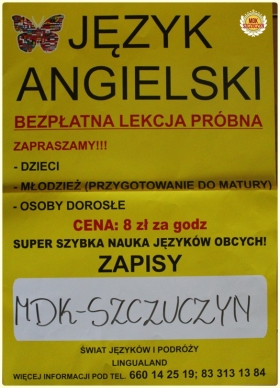 MDK
SZCZUCZYN
JĘZYK
ANGIELSKI
BEZPŁATNA LEKCJA PRÓBNA
ZAPRASZAMY!!!
- DZIECI
- MŁODZIEŻ (PRZYGOTOWANIE DO MATURY)
- OSOBY DOROSŁE
CENA: 8 zł za godz
SUPER SZYBKA NAUKA JĘZYKÓW OBCYCH!
ZAPISY
MDK-SZCZUCZYN
ŚWIAT JĘZYKÓW I PODRÓŻY
LINGUALAND
WIĘCEJ INFORMACJI POD TEL. 660 14 25 19; 83 313 13 84